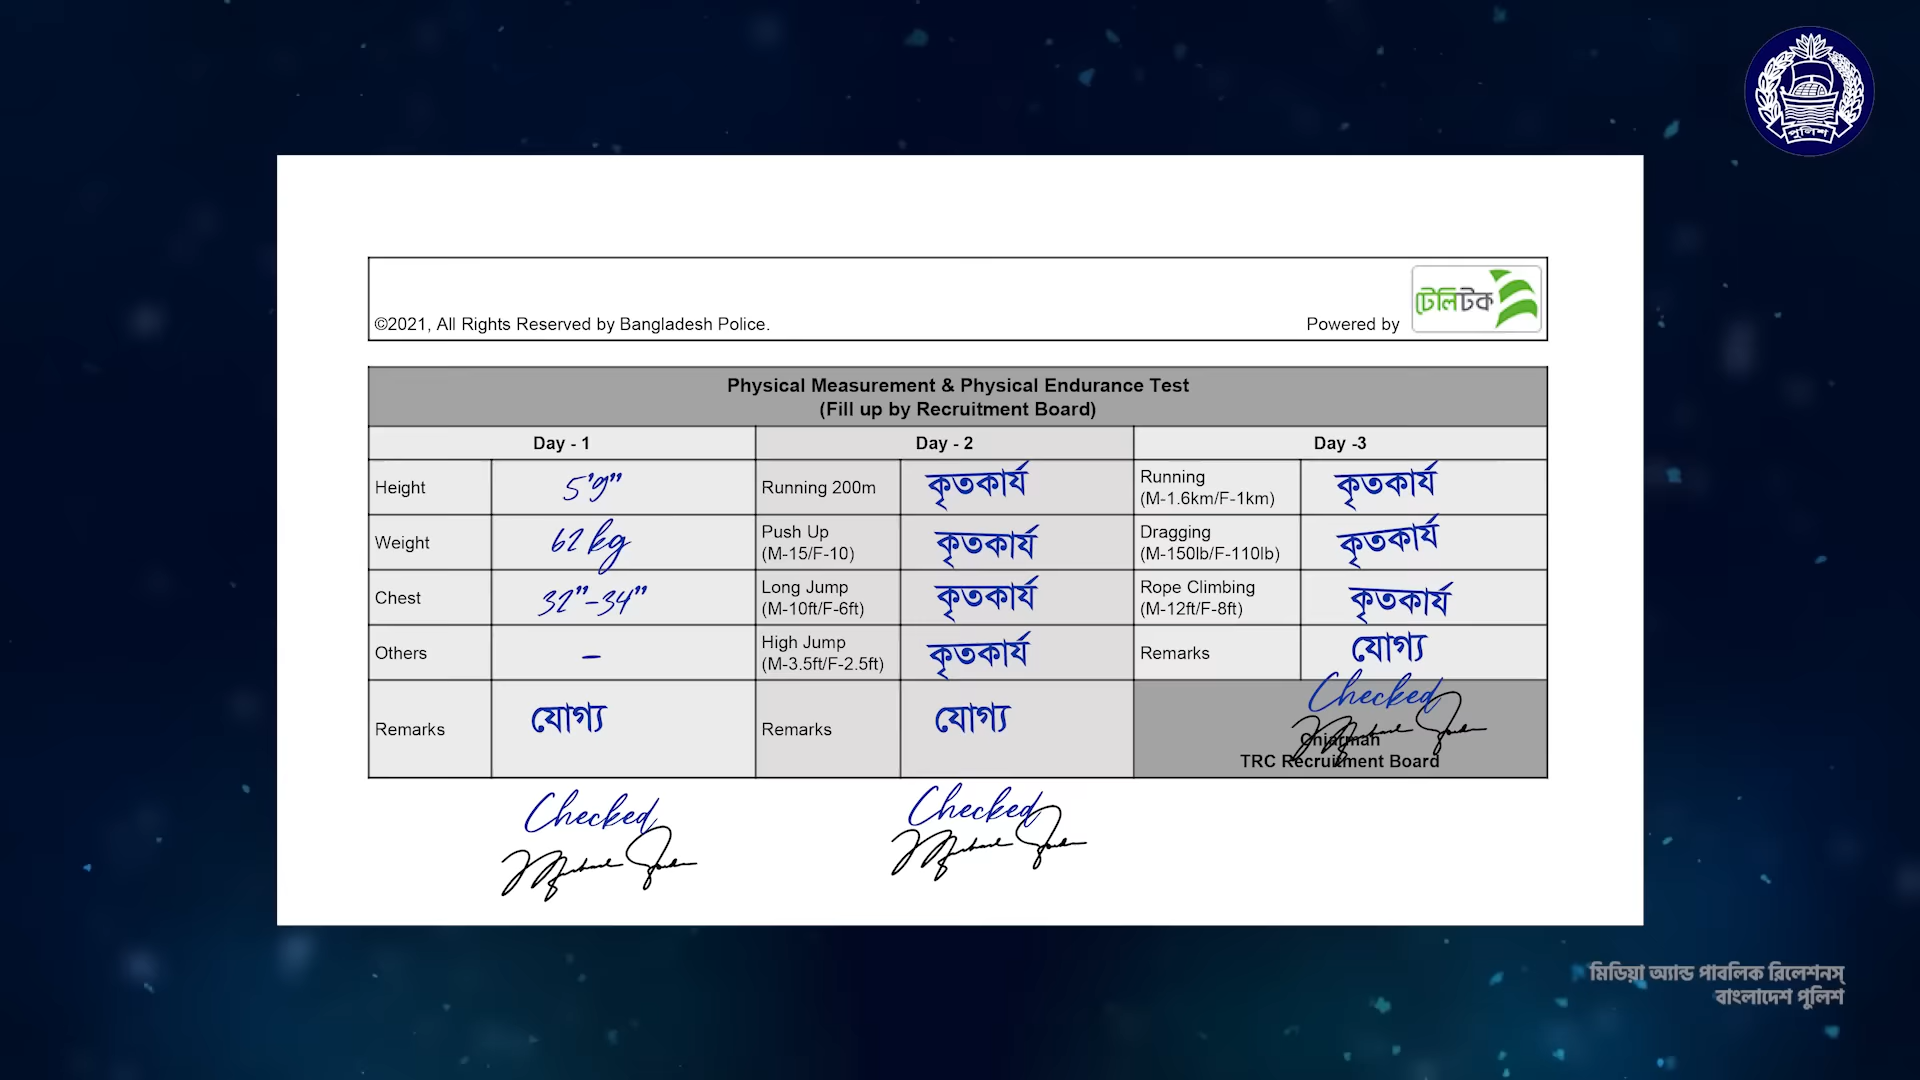 পুলিশ
©2021, All Rights Reserved by Bangladesh Police.
Powered by
টেলিটক
Physical Measurement & Physical Endurance Test
(Fill up by Recruitment Board)
Day - 1
Day - 2
Day -3
Height
5'9"
Running 200m
কৃতকার্য
Running
(M-1.6km/F-1km)
কৃতকার্য
Weight
62 kg
Push Up
(M-15/F-10)
কৃতকার্য
Dragging
(M-150lb/F-110lb)
কৃতকার্য
Chest
32"-34"
Long Jump
(M-10ft/F-6ft)
কৃতকার্য
Rope Climbing
(M-12ft/F-8ft)
কৃতকার্য
Others
–
High Jump
(M-3.5ft/F-2.5ft)
কৃতকার্য
Remarks
যোগ্য
Remarks
যোগ্য
Remarks
যোগ্য
Checked
TRC Recruitment Board
Checked
Checked
মিডিয়া অ্যান্ড পাবলিক রিলেশনস্
বাংলাদেশ পুলিশ